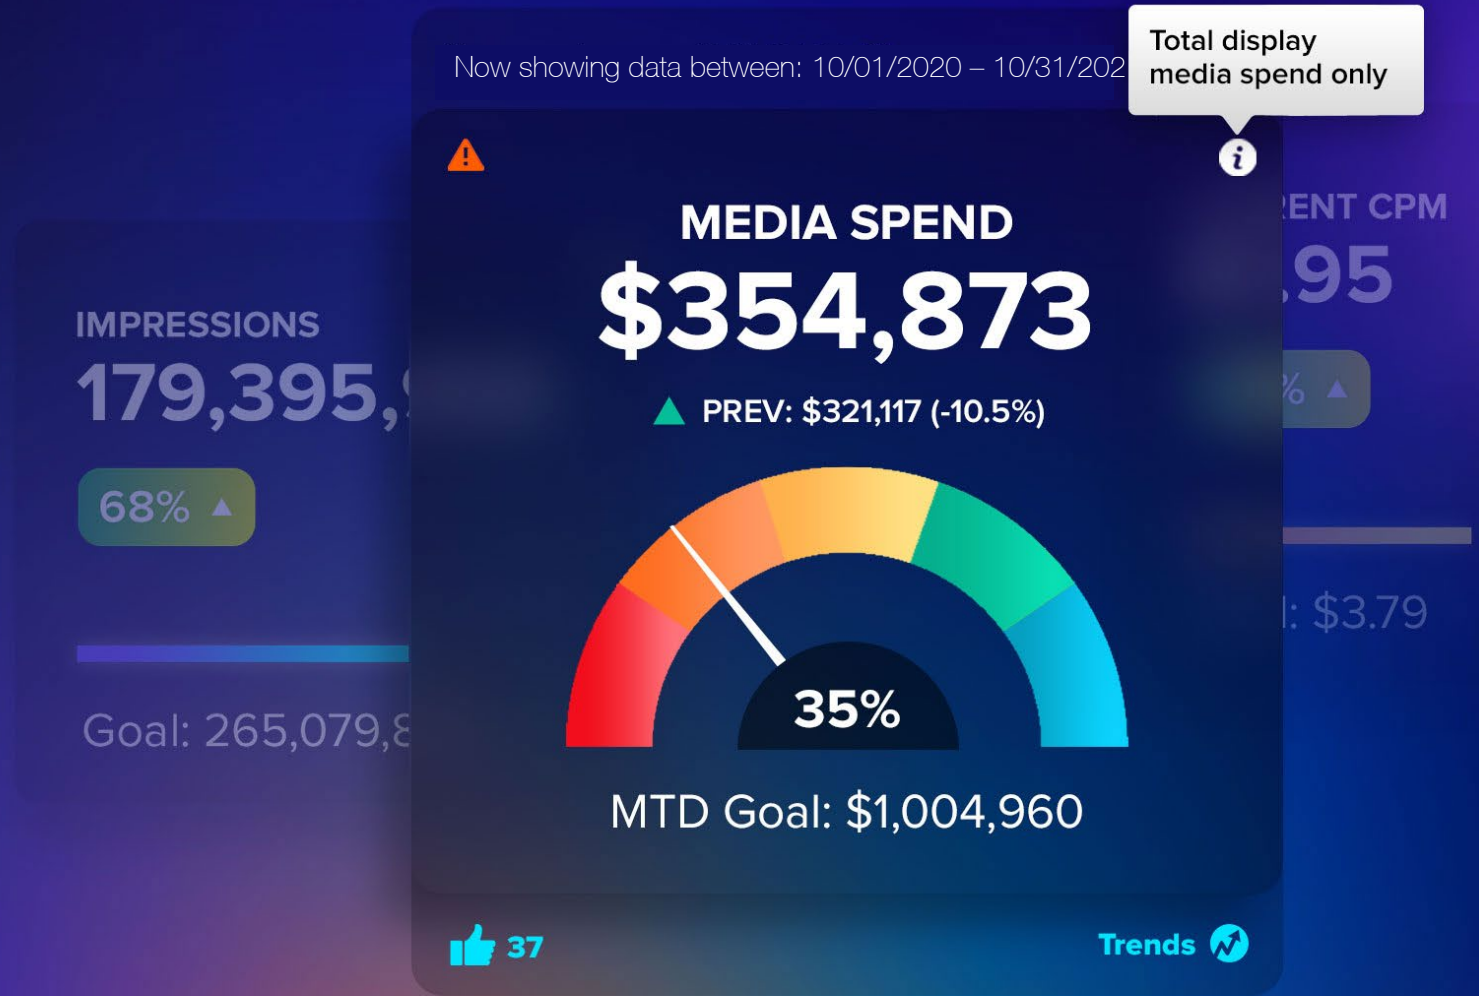 Now showing data between: 10/01/2020 – 10/31/202
Total display
media spend only
MEDIA SPEND
$354,873
PREV: $321,117 (-10.5%)
35%
MTD Goal: $1,004,960
37
Trends
IMPRESSIONS
179,395,
68%
Goal: 265,079,8
RENT CPM
.95
%
: $3.79